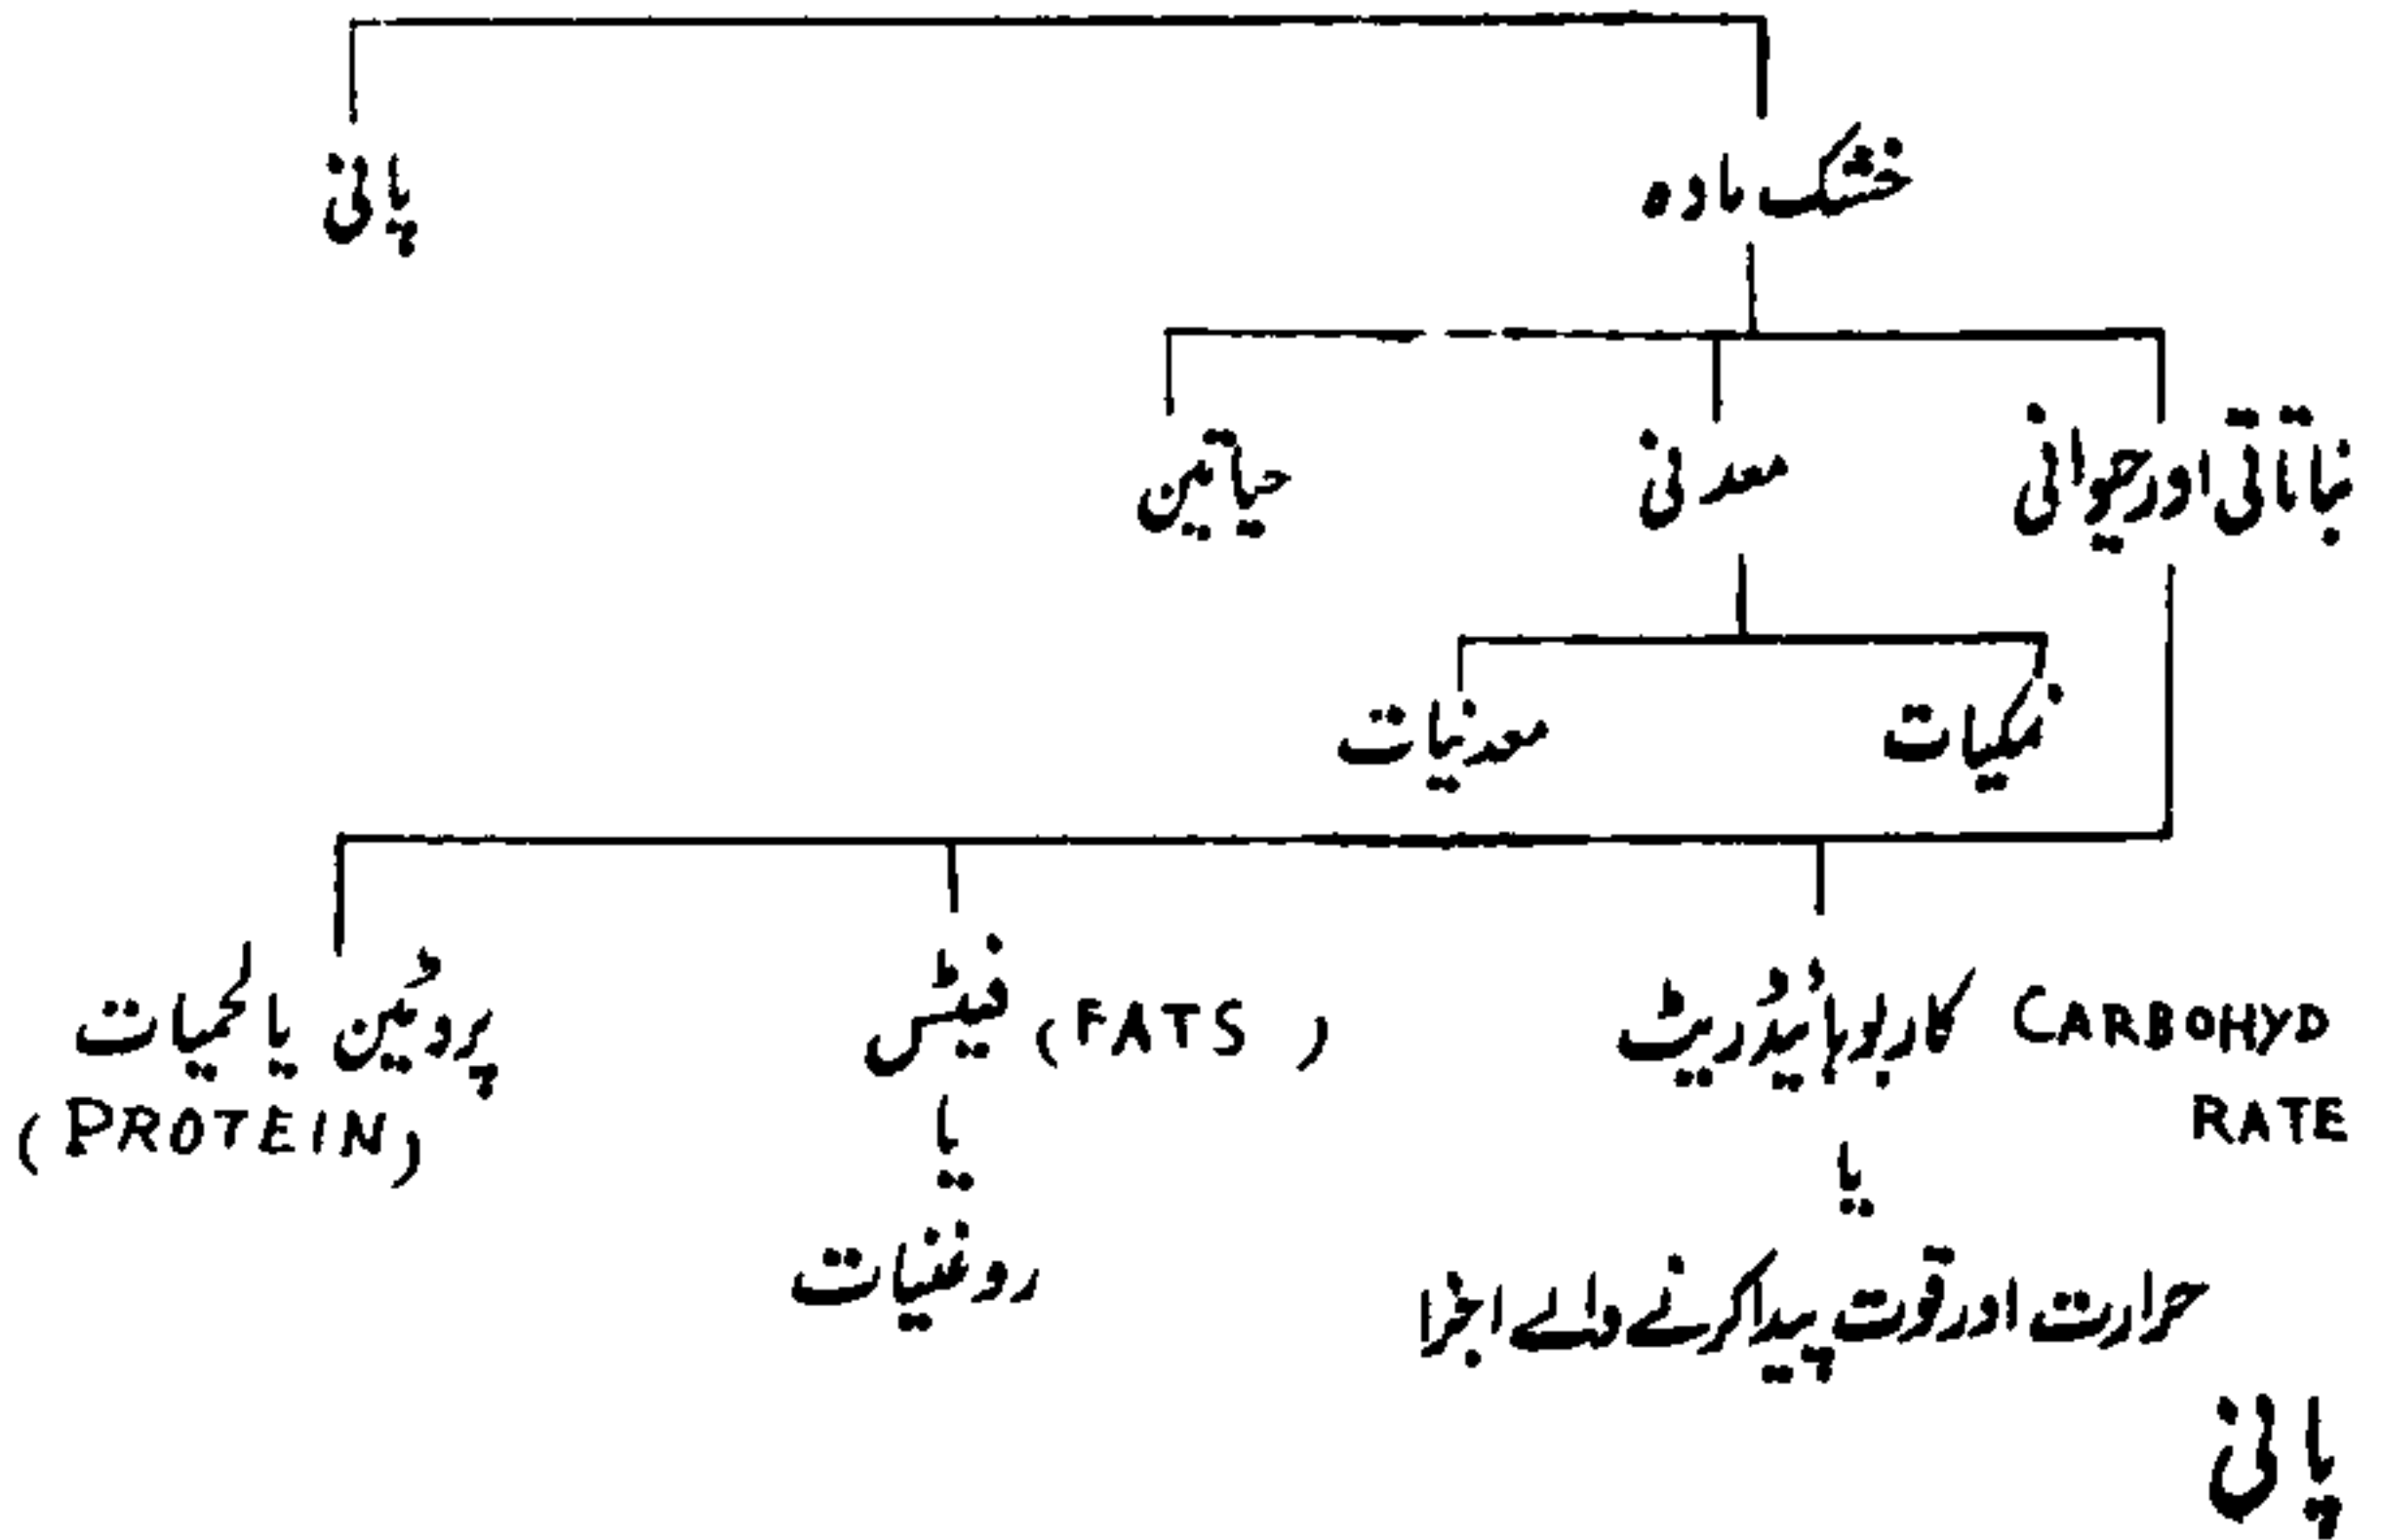 خشک مادہ پانی
نباتاتی اور حیوانی معدنی حیاتین
نمکیات معدنیات
کاربوہائیڈریٹ CARBOHYD فیٹس (FATS) پروٹین یا لحمیات
RATE (PROTEIN)
یا یا
حرارت اور قوت پیدا کرنے والے اجزا روغنیات
پانی